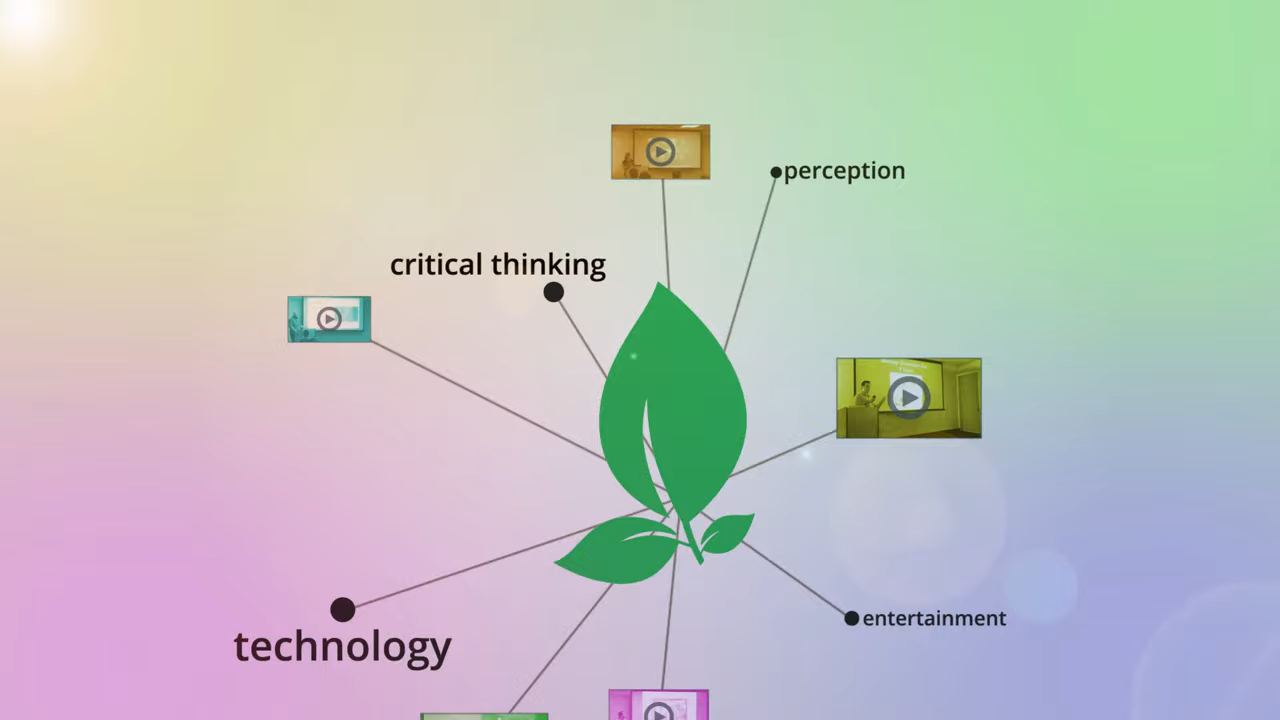 perception
critical thinking
entertainment
technology